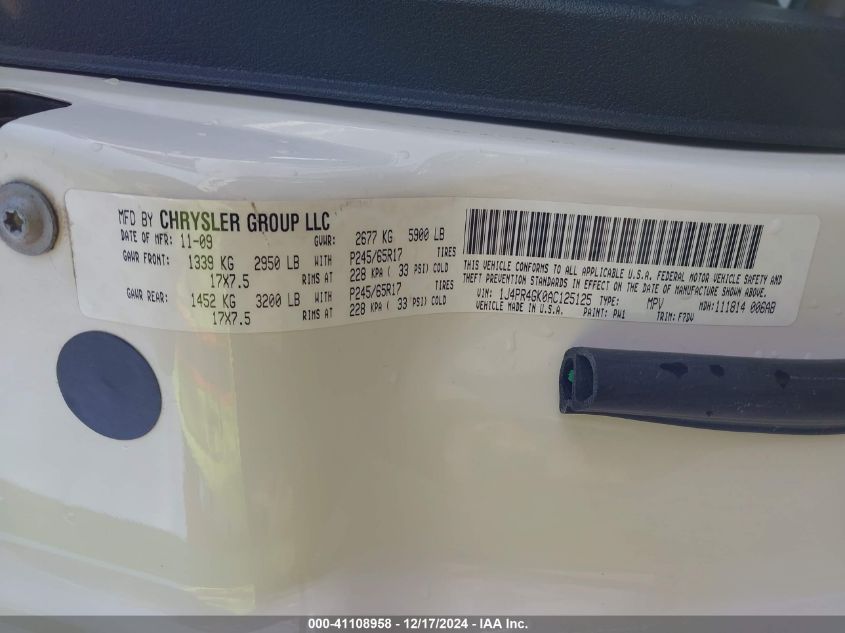 MFD BY CHRYSLER GROUP LLC
DATE OF MFR: 11-09 GVWR: 2677 KG 5900 LB
GAWR FRONT: 1339 KG 2950 LB WITH P245/65R17 TIRES
17X7.5 RIMS AT 228 KPA ( 33 PSI) COLD
GAWR REAR: 1452 KG 3200 LB WITH P245/65R17 TIRES
17X7.5 RIMS AT 228 KPA ( 33 PSI) COLD
THIS VEHICLE CONFORMS TO ALL APPLICABLE U.S.A. FEDERAL MOTOR VEHICLE SAFETY AND
THEFT PREVENTION STANDARDS IN EFFECT ON THE DATE OF MANUFACTURE SHOWN ABOVE.
VIN: 1J4PR4GK0AC125125 TYPE: MPV MDH:111814 006AB
VEHICLE MADE IN U.S.A. PAINT: PW1 TRIM: F7DV
000-41108958 - 12/17/2024 - IAA Inc.